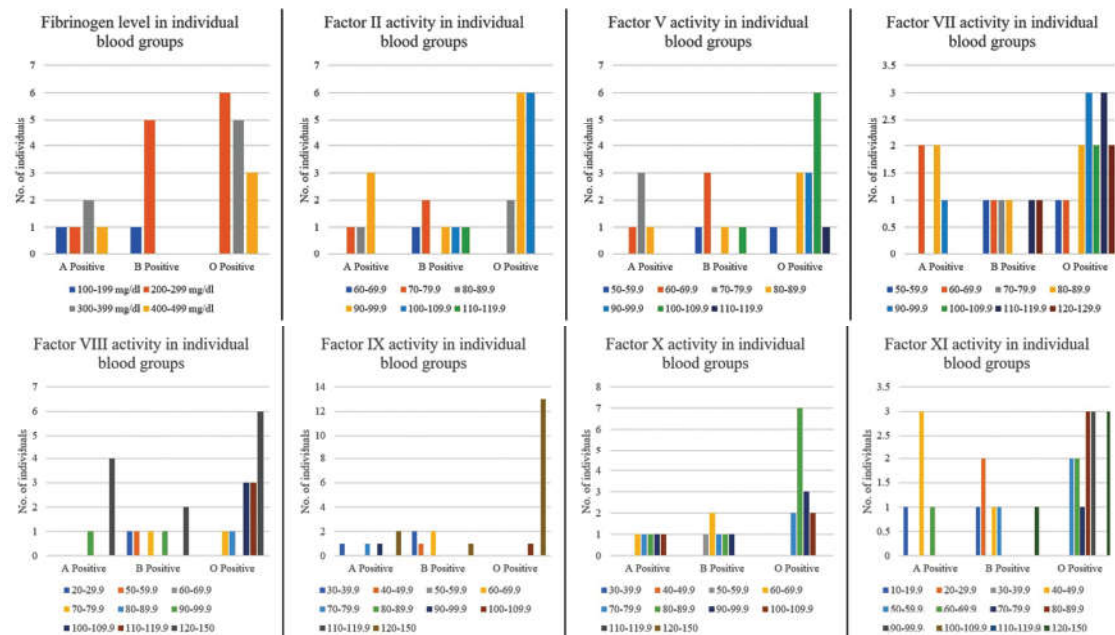 Fibrinogen level in individual
blood groups
7
6
5
4
3
2
1
0
No. of individuals
A Positive B Positive O Positive
100-199 mg/dl 200-299 mg/dl
300-399 mg/dl 400-499 mg/dl
Factor II activity in individual
blood groups
7
6
5
4
3
2
1
0
No. of individuals
A Positive B Positive O Positive
60-69.9 70-79.9 80-89.9
90-99.9 100-109.9 110-119.9
Factor V activity in individual
blood groups
7
6
5
4
3
2
1
0
No. of individuals
A Positive B Positive O Positive
50-59.9 60-69.9 70-79.9 80-89.9
90-99.9 100-109.9 110-119.9
Factor VII activity in individual
blood groups
3.5
3
2.5
2
1.5
1
0.5
0
No. of individuals
A Positive B Positive O Positive
50-59.9 60-69.9 70-79.9 80-89.9
90-99.9 100-109.9 110-119.9 120-129.9
Factor VIII activity in individual
blood groups
7
6
5
4
3
2
1
0
No. of individuals
A Positive B Positive O Positive
20-29.9 50-59.9 60-69.9
70-79.9 80-89.9 90-99.9
100-109.9 110-119.9 120-150
Factor IX activity in individual
blood groups
14
12
10
8
6
4
2
0
No. of individuals
A Positive B Positive O Positive
30-39.9 40-49.9 50-59.9 60-69.9
70-79.9 80-89.9 90-99.9 100-109.9
110-119.9 120-150
Factor X activity in individual
blood groups
8
7
6
5
4
3
2
1
0
No. of individuals
A Positive B Positive O Positive
30-39.9 40-49.9 50-59.9 60-69.9
70-79.9 80-89.9 90-99.9 100-109.9
110-119.9 120-150
Factor XI activity in individual
blood groups
3.5
3
2.5
2
1.5
1
0.5
0
No. of individuals
A Positive B Positive O Positive
10-19.9 20-29.9 30-39.9 40-49.9
50-59.9 60-69.9 70-79.9 80-89.9
90-99.9 100-109.9 110-119.9 120-150